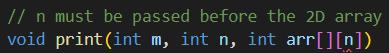 // n must be passed before the 2D array
void print(int m, int n, int arr[][n])